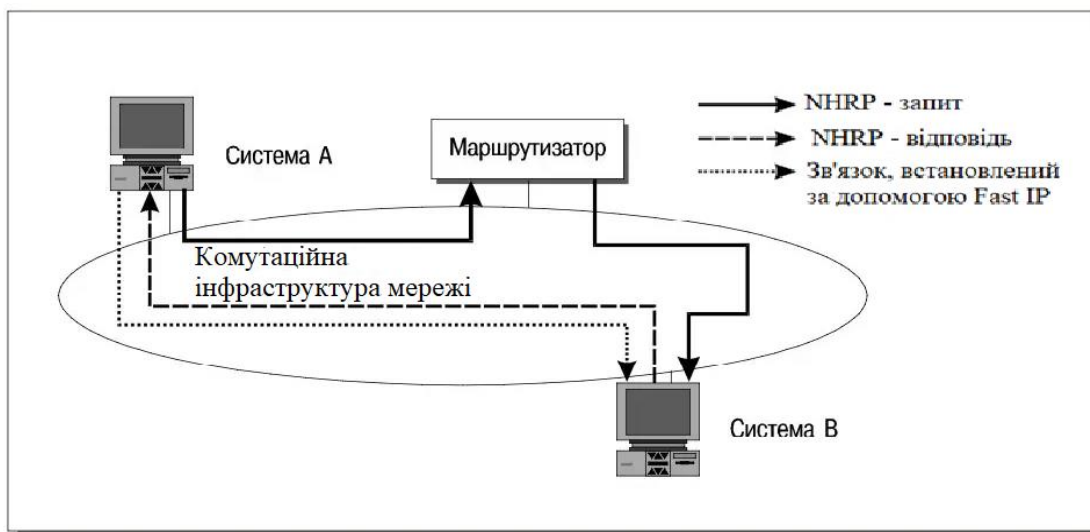 Система А
Маршрутизатор
NHRP - запит
NHRP - відповідь
Зв'язок, встановлений
за допомогою Fast IP
Комутаційна
інфраструктура мережі
Система В